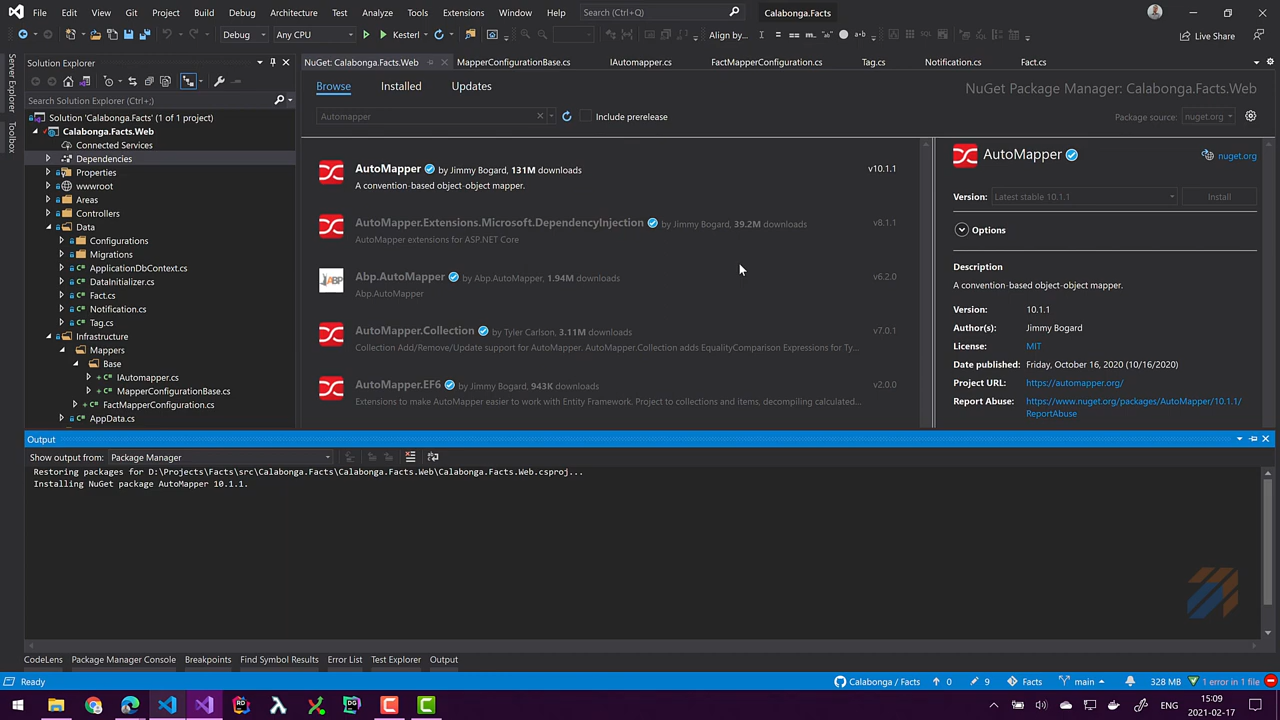 File Edit View Git Project Build Debug Architecture Test Analyze Tools Extensions Window Help Search (Ctrl+Q) Calabonga.Facts
Debug Any CPU Kestrel Align by... Live Share
Server Explorer
Toolbox
Solution Explorer
Search Solution Explorer (Ctrl+;)
Solution 'Calabonga.Facts' (1 of 1 project)
Calabonga.Facts.Web
Connected Services
Dependencies
Properties
wwwroot
Areas
Controllers
Data
Configurations
Migrations
ApplicationDbContext.cs
DataInitializer.cs
Fact.cs
Notification.cs
Tag.cs
Infrastructure
Mappers
Base
IAutomapper.cs
MapperConfigurationBase.cs
FactMapperConfiguration.cs
AppData.cs
NuGet: Calabonga.Facts.Web MapperConfigurationBase.cs IAutomapper.cs FactMapperConfiguration.cs Tag.cs Notification.cs Fact.cs
Browse Installed Updates
NuGet Package Manager: Calabonga.Facts.Web
Automapper Include prerelease Package source: nuget.org
AutoMapper by Jimmy Bogard, 131M downloads v10.1.1
A convention-based object-object mapper.
AutoMapper.Extensions.Microsoft.DependencyInjection by Jimmy Bogard, 39.2M downloads v8.1.1
AutoMapper extensions for ASP.NET Core
ABP
Abp.AutoMapper by Abp.AutoMapper, 1.94M downloads v6.2.0
Abp.AutoMapper
AutoMapper.Collection by Tyler Carlson, 3.11M downloads v7.0.1
Collection Add/Remove/Update support for AutoMapper. AutoMapper.Collection adds EqualityComparison Expressions for Ty...
AutoMapper.EF6 by Jimmy Bogard, 943K downloads v2.0.0
Extensions to make AutoMapper easier to work with Entity Framework. Project to collections and items, decompiling calculated...
AutoMapper nuget.org
Version: Latest stable 10.1.1 Install
Options
Description
A convention-based object-object mapper.
Version: 10.1.1
Author(s): Jimmy Bogard
License: MIT
Date published: Friday, October 16, 2020 (10/16/2020)
Project URL: https://automapper.org/
Report Abuse: https://www.nuget.org/packages/AutoMapper/10.1.1/
ReportAbuse
Output
Show output from: Package Manager
Restoring packages for D:\Projects\Facts\src\Calabonga.Facts\Calabonga.Facts.Web\Calabonga.Facts.Web.csproj...
Installing NuGet package AutoMapper 10.1.1.
CodeLens Package Manager Console Breakpoints Find Symbol Results Error List Test Explorer Output
Ready Calabonga / Facts 0 9 Facts main 328 MB 1 error in 1 file
ENG 15:09
2021-02-17